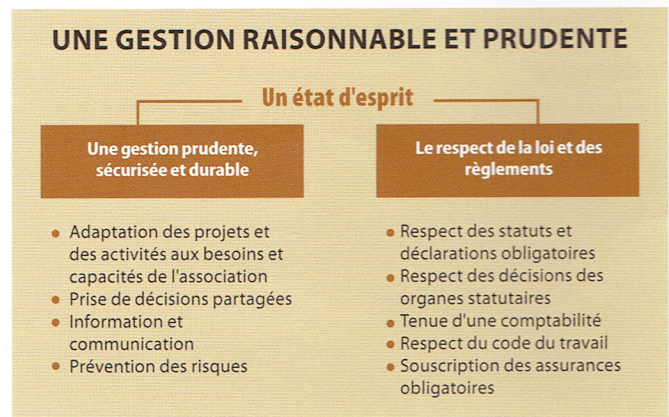 UNE GESTION RAISONNABLE ET PRUDENTE
Un état d'esprit
Une gestion prudente,
sécurisée et durable
Adaptation des projets et
des activités aux besoins et
capacités de l'association
Prise de décisions partagées
Information et
communication
Prévention des risques
Le respect de la loi et des
règlements
Respect des statuts et
déclarations obligatoires
Respect des décisions des
organes statutaires
Tenue d'une comptabilité
Respect du code du travail
Souscription des assurances
obligatoires